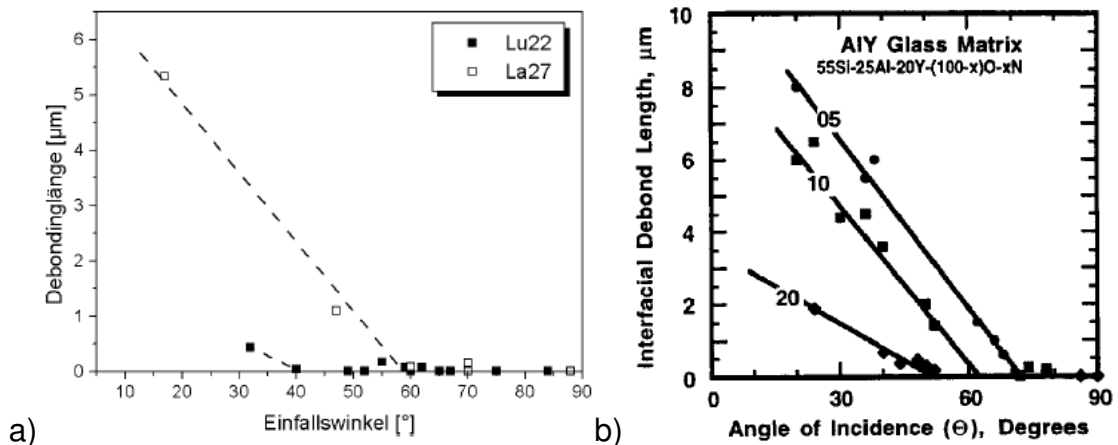 Lu22
La27
6
5
4
3
2
1
0
Debondinglänge [µm]
10 20 30 40 50 60 70 80
Einfallswinkel [°]
a)
AlY Glass Matrix
55Si-25Al-20Y-(100-x)O-xN
05
10
20
10
8
6
4
2
0
Interfacial Debond Length, µm
0 30 60 90
Angle of Incidence (Θ), Degrees
b)